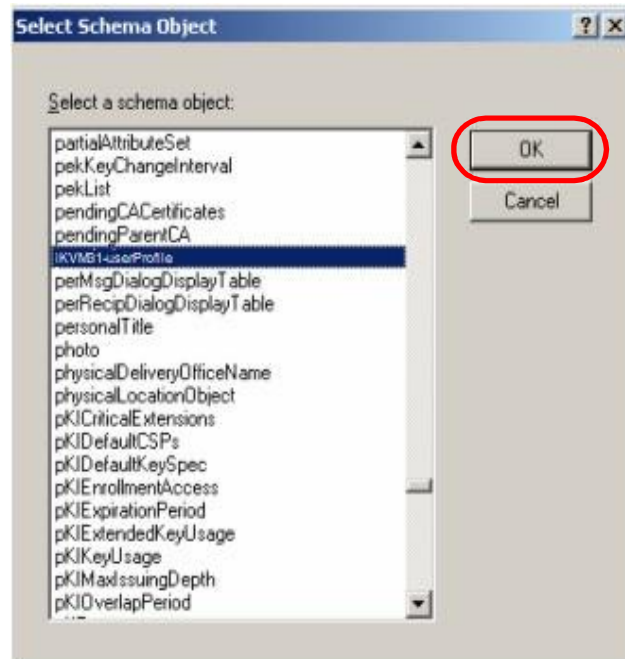 Select Schema Object
Select a schema object:
partialAttributeSet
pekKeyChangeInterval
pekList
pendingCACertificates
pendingParentCA
iKVM31-userProfile
perMsgDialogDisplayTable
perRecipDialogDisplayTable
personalTitle
photo
physicalDeliveryOfficeName
physicalLocationObject
pKICriticalExtensions
pKIDefaultCSPs
pKIDefaultKeySpec
pKIEnrollmentAccess
pKIExpirationPeriod
pKIExtendedKeyUsage
pKIKeyUsage
pKIMaxIssuingDepth
pKIOverlapPeriod
OK
Cancel